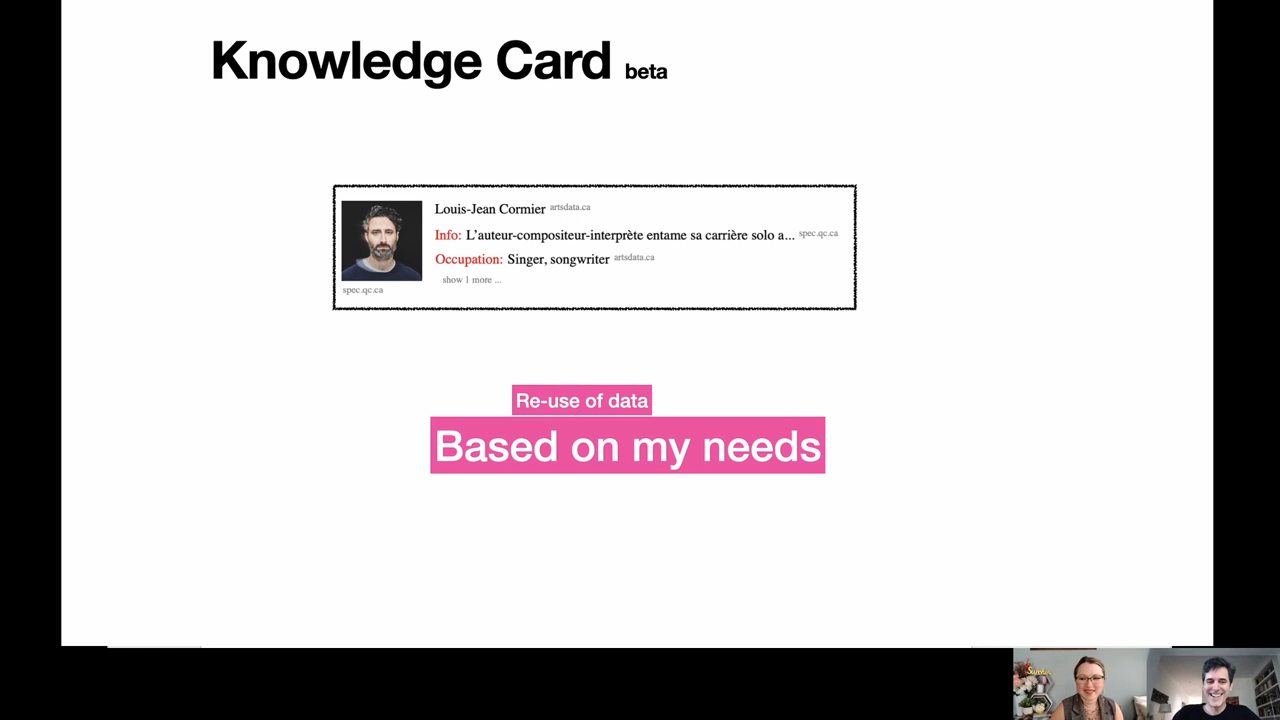 Knowledge Card beta
Louis-Jean Cormier artsdata.ca
Info: L'auteur-compositeur-interprète entame sa carrière solo a... spec.qc.ca
Occupation: Singer, songwriter artsdata.ca
show 1 more ...
spec.qc.ca
Re-use of data
Based on my needs